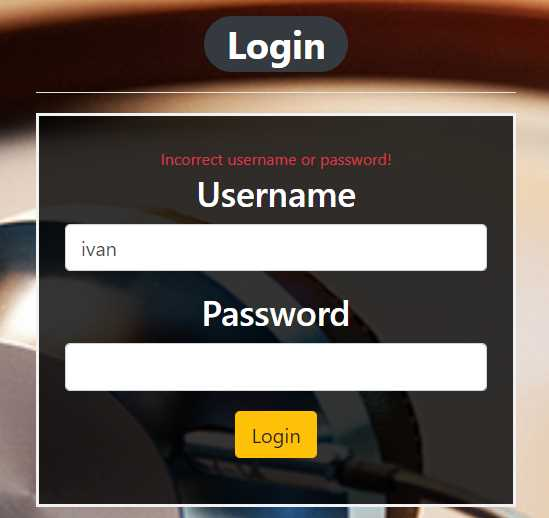 Login
Incorrect username or password!
Username
ivan
Password
Login